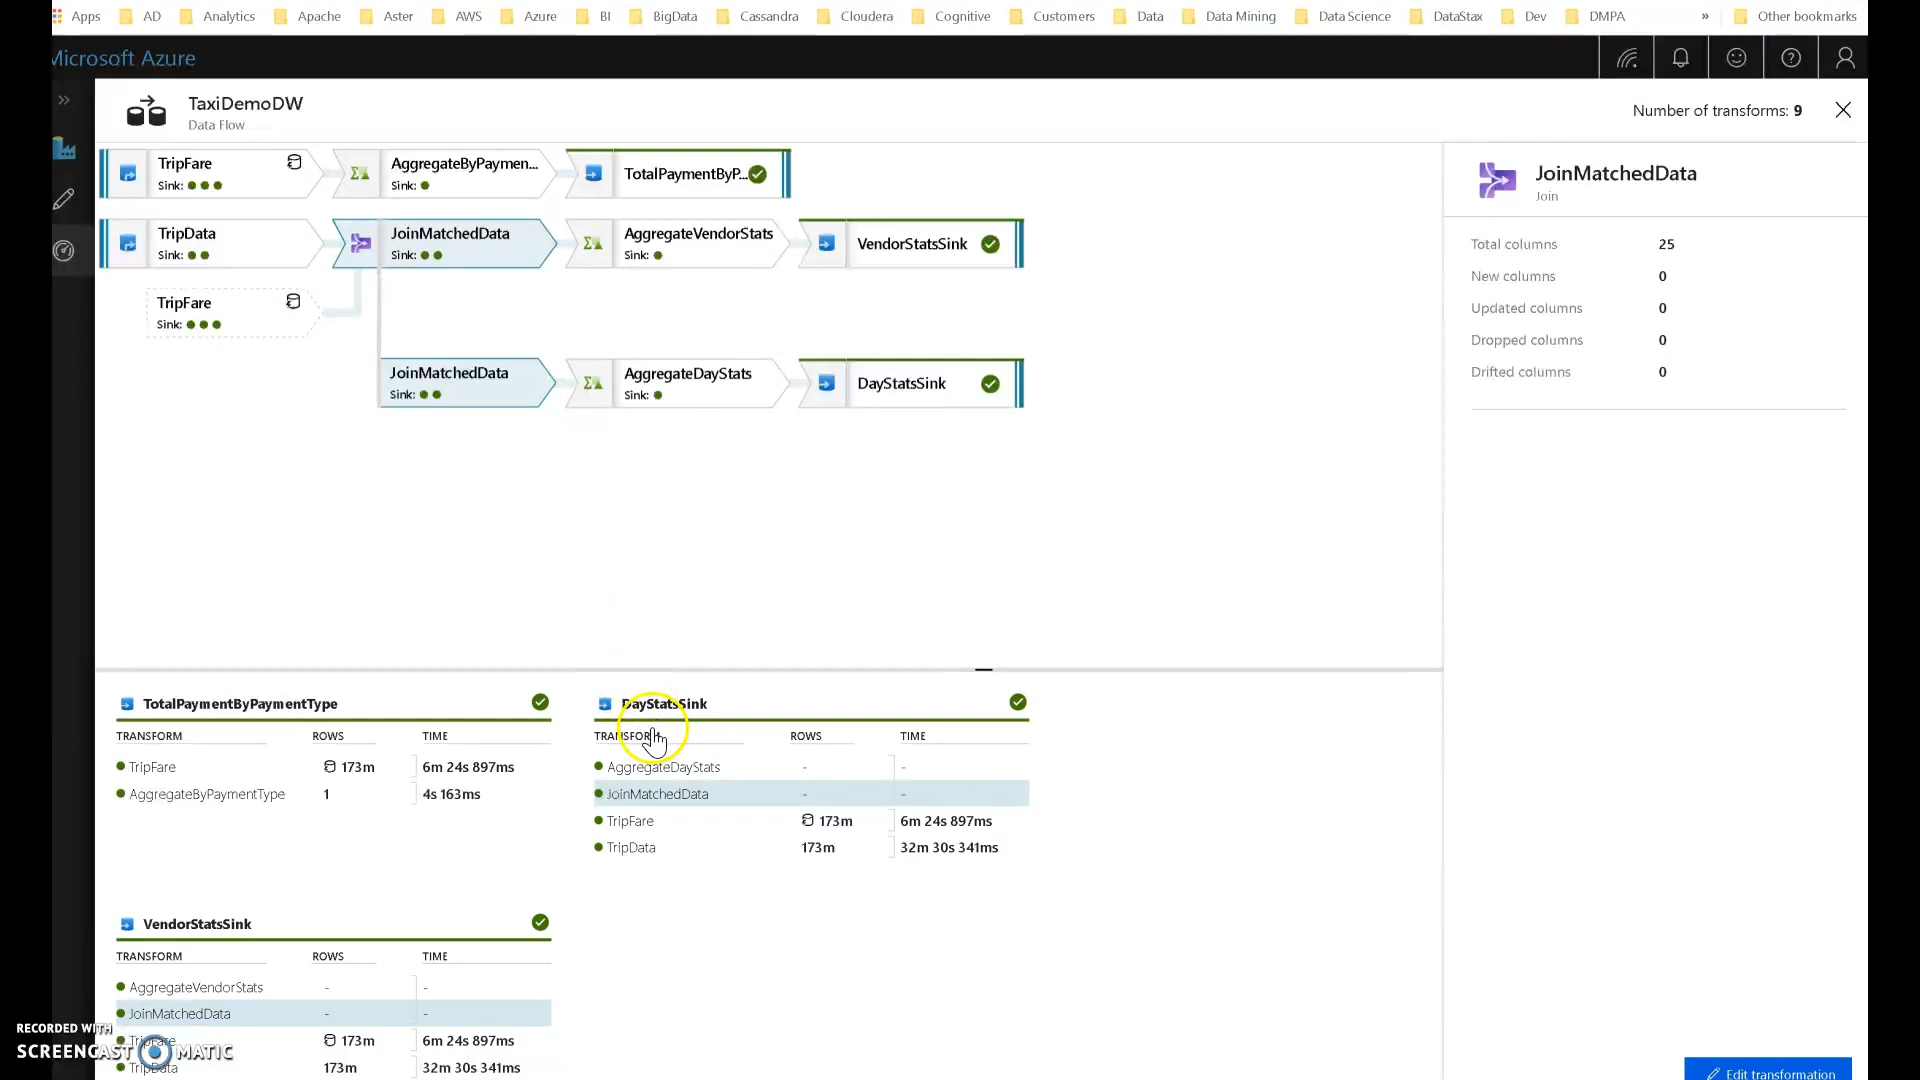 Apps AD Analytics Apache Aster AWS Azure BI BigData Cassandra Cloudera Cognitive Customers Data Data Mining Data Science DataStax Dev DMPA » Other bookmarks
Microsoft Azure
TaxiDemoDW
Data Flow
Number of transforms: 9
TripFare
Sink:
AggregateByPaymen...
Sink:
TotalPaymentByP...
TripData
Sink:
JoinMatchedData
Sink:
AggregateVendorStats
Sink:
VendorStatsSink
TripFare
Sink:
JoinMatchedData
Sink:
AggregateDayStats
Sink:
DayStatsSink
JoinMatchedData
Join
Total columns 25
New columns 0
Updated columns 0
Dropped columns 0
Drifted columns 0
TotalPaymentByPaymentType
TRANSFORM ROWS TIME
TripFare 173m 6m 24s 897ms
AggregateByPaymentType 1 4s 163ms
DayStatsSink
TRANSFORM ROWS TIME
AggregateDayStats - -
JoinMatchedData - -
TripFare 173m 6m 24s 897ms
TripData 173m 32m 30s 341ms
VendorStatsSink
TRANSFORM ROWS TIME
AggregateVendorStats - -
JoinMatchedData - -
TripFare 173m 6m 24s 897ms
TripData 173m 32m 30s 341ms
RECORDED WITH
SCREENCAST MATIC
Edit transformation